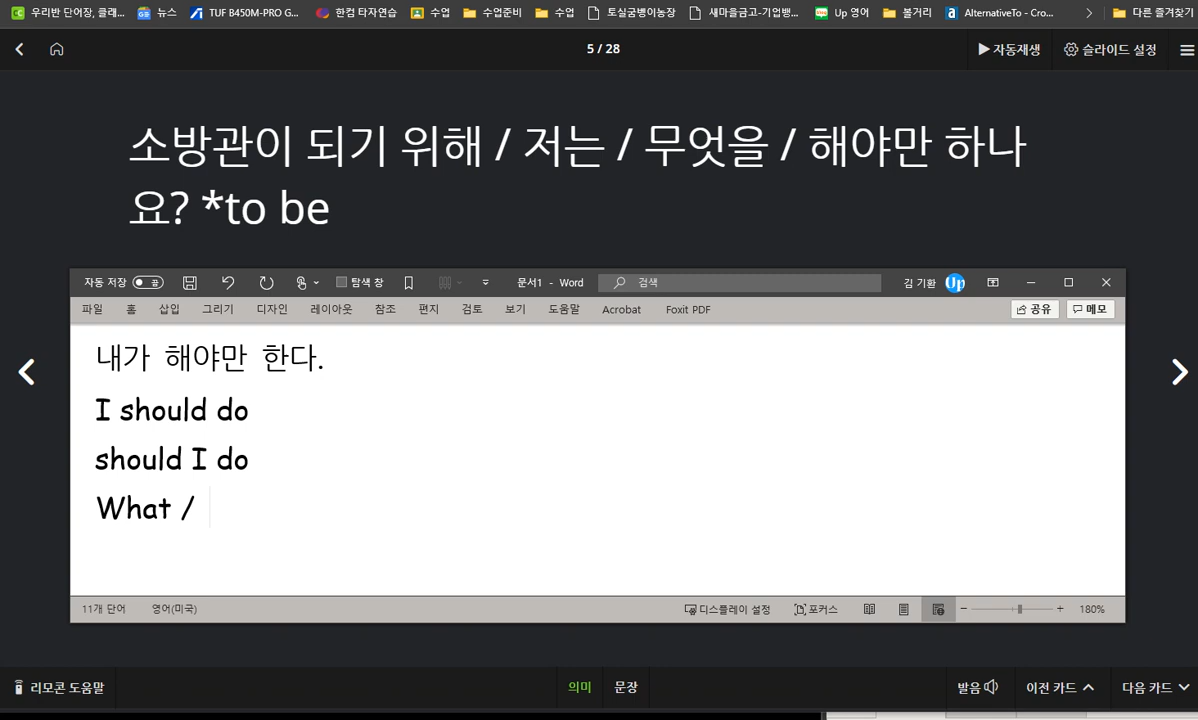 우리반 단어장, 클래... 뉴스 TUF B450M-PRO G... 한컴 타자연습 수업 수업준비 수업 토실굼벵이농장 새마을금고-기업뱅... Up 영어 볼거리 AlternativeTo - Cro... 다른 즐겨찾기
5 / 28 자동재생 슬라이드 설정
소방관이 되기 위해 / 저는 / 무엇을 / 해야만 하나
요? *to be
자동 저장 끔 탐색 창 문서1 - Word 검색 김 기환 Up
파일 홈 삽입 그리기 디자인 레이아웃 참조 편지 검토 보기 도움말 Acrobat Foxit PDF 공유 메모
내가 해야만 한다.
I should do
should I do
What /
11개 단어 영어(미국) 디스플레이 설정 포커스 180%
리모콘 도움말 의미 문장 발음 이전 카드 다음 카드